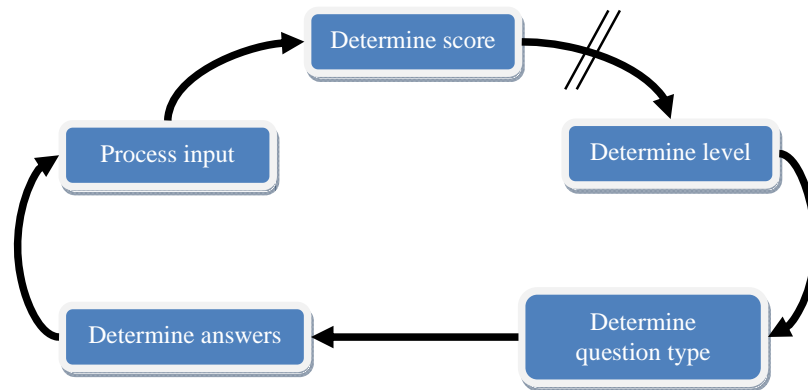 Determine score
Process input
Determine level
Determine answers
Determine
question type